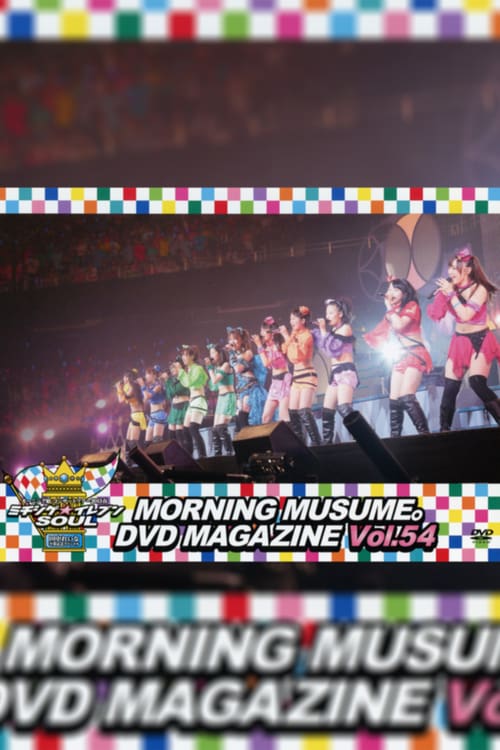 ミチシゲ☆イレブン
SOUL
MORNING MUSUME。
DVD MAGAZINE Vol.54
DVD
VIDEO
MORNING MUSU
DVD MAGAZINE Vo